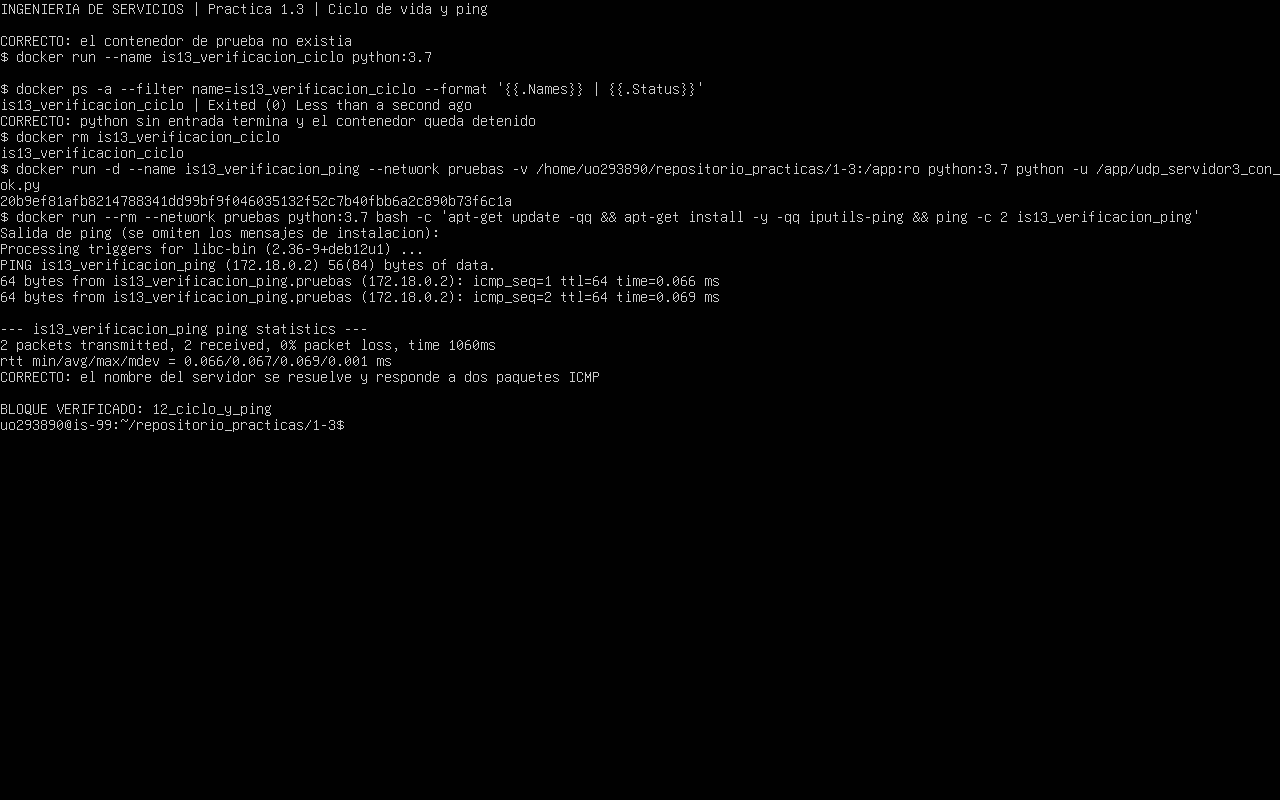 INGENIERIA DE SERVICIOS | Practica 1.3 | Ciclo de vida y ping
CORRECTO: el contenedor de prueba no existia
$ docker run --name is13_verificacion_ciclo python:3.7
$ docker ps -a --filter name=is13_verificacion_ciclo --format '{{.Names}} | {{.Status}}'
is13_verificacion_ciclo | Exited (0) Less than a second ago
CORRECTO: python sin entrada termina y el contenedor queda detenido
$ docker rm is13_verificacion_ciclo
is13_verificacion_ciclo
$ docker run -d --name is13_verificacion_ping --network pruebas -v /home/uo293890/repositorio_practicas/1-3:/app:ro python:3.7 python -u /app/udp_servidor3_con_
ok.py
20b9ef81afb8214788341dd99bf9f046035132f52c7b40fbb6a2c890b73f6c1a
$ docker run --rm --network pruebas python:3.7 bash -c 'apt-get update -qq && apt-get install -y -qq iputils-ping && ping -c 2 is13_verificacion_ping'
Salida de ping (se omiten los mensajes de instalacion):
Processing triggers for libc-bin (2.36-9+deb12u1) ...
PING is13_verificacion_ping (172.18.0.2) 56(84) bytes of data.
64 bytes from is13_verificacion_ping.pruebas (172.18.0.2): icmp_seq=1 ttl=64 time=0.066 ms
64 bytes from is13_verificacion_ping.pruebas (172.18.0.2): icmp_seq=2 ttl=64 time=0.069 ms
--- is13_verificacion_ping ping statistics ---
2 packets transmitted, 2 received, 0% packet loss, time 1060ms
rtt min/avg/max/mdev = 0.066/0.067/0.069/0.001 ms
CORRECTO: el nombre del servidor se resuelve y responde a dos paquetes ICMP
BLOQUE VERIFICADO: 12_ciclo_y_ping
uo293890@is-99:~/repositorio_practicas/1-3$